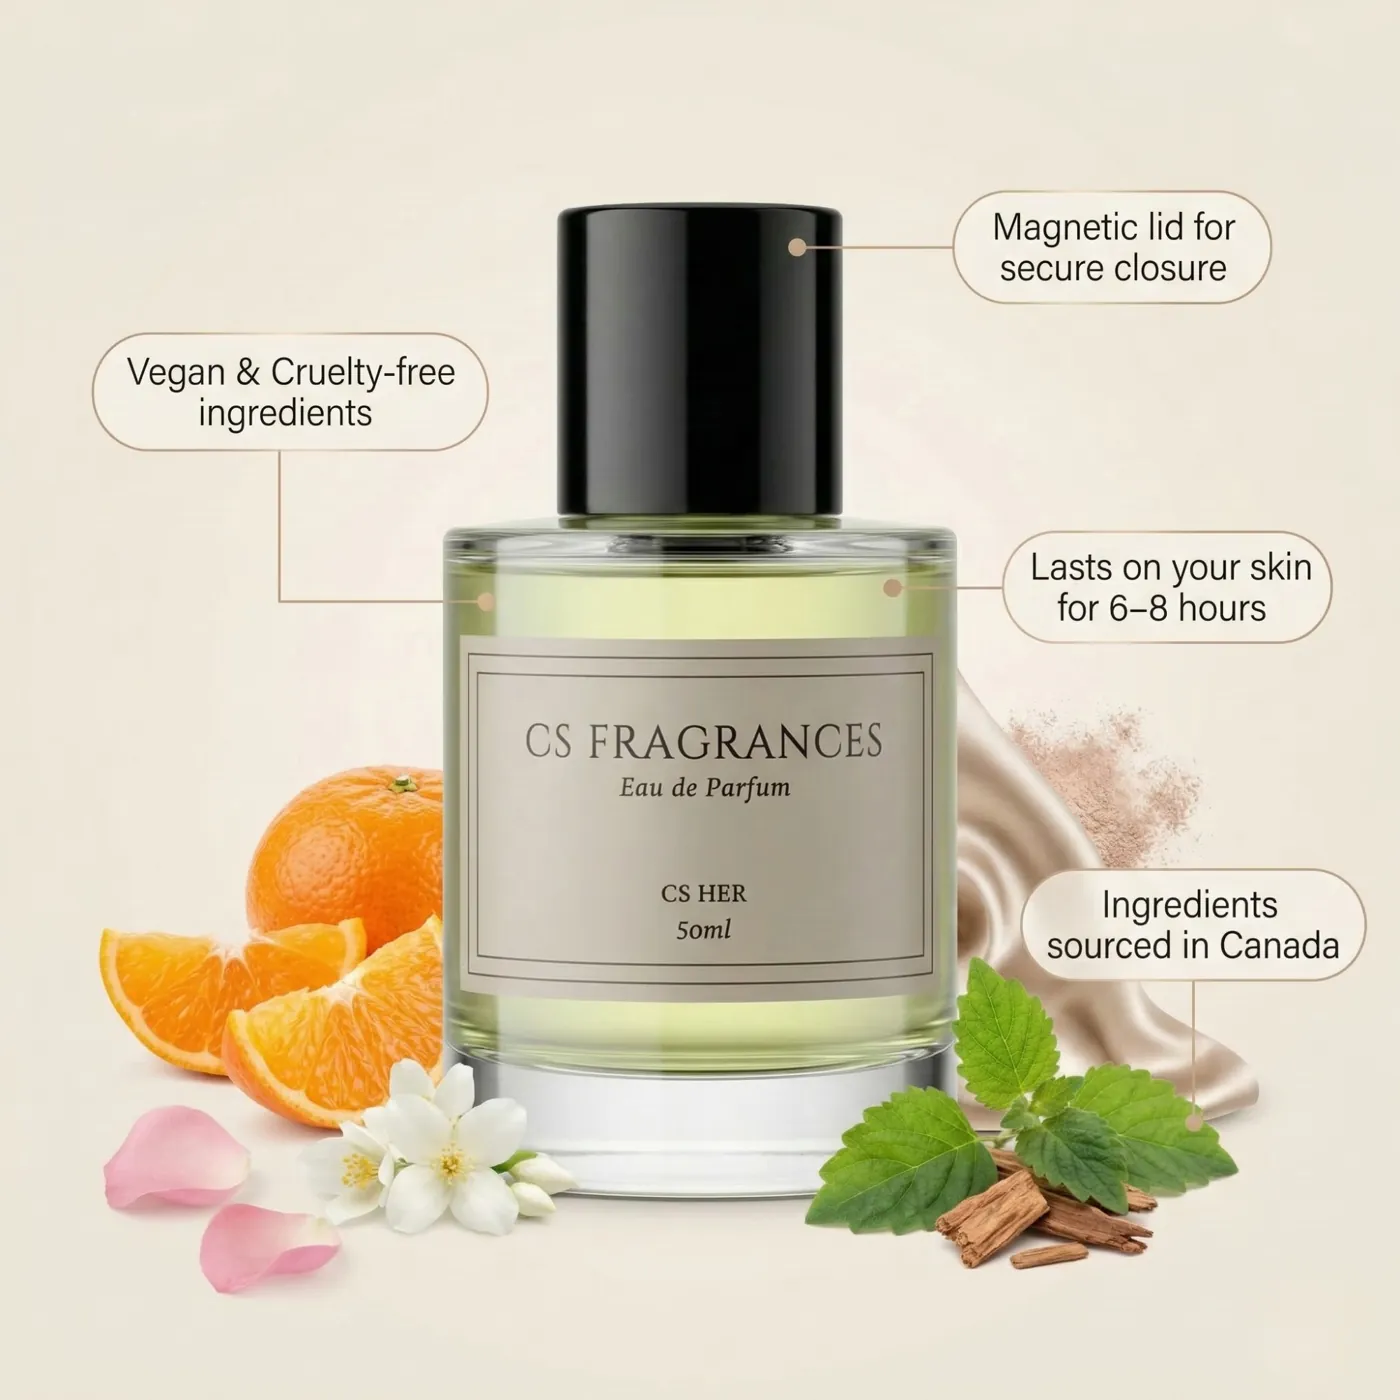 Magnetic lid for
secure closure
Vegan & Cruelty-free
ingredients
Lasts on your skin
for 6–8 hours
CS FRAGRANCES
Eau de Parfum
CS HER
50ml
Ingredients
sourced in Canada